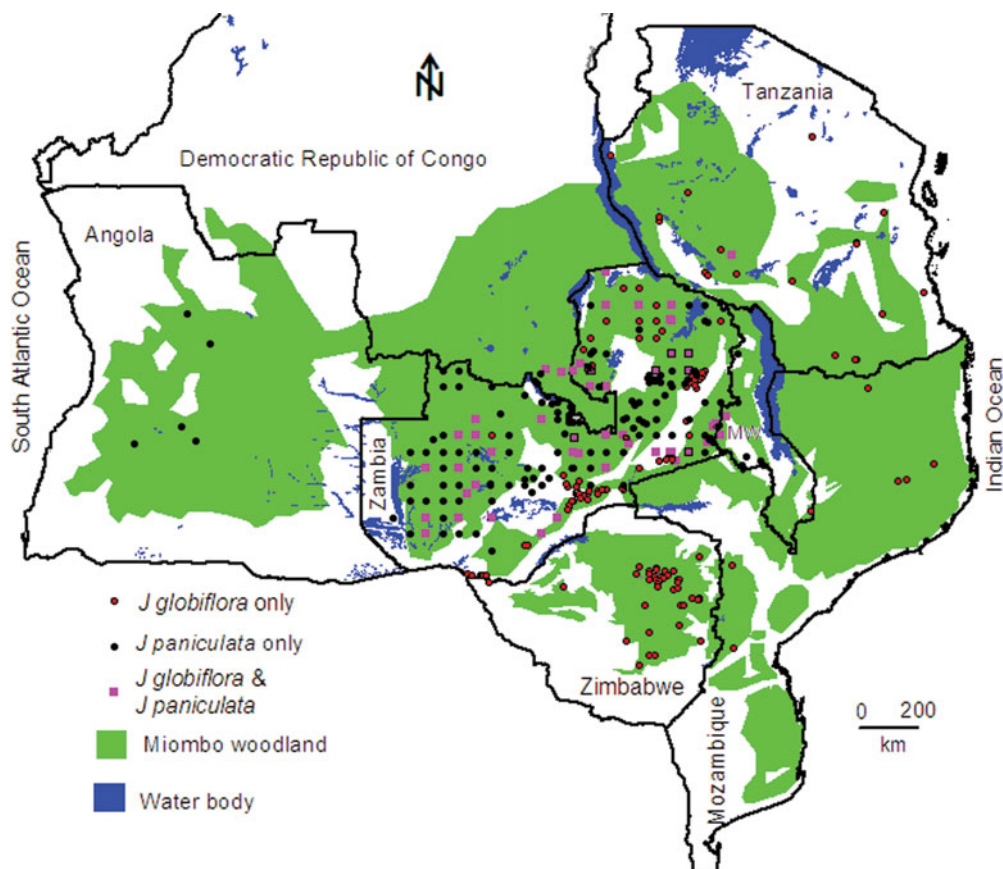 N
Tanzania
Democratic Republic of Congo
Angola
South Atlantic Ocean
Indian Ocean
Zambia
MW
J globiflora only
J paniculata only
J globiflora &
J paniculata
Miombo woodland
Water body
Zimbabwe
Mozambique
0 200
km